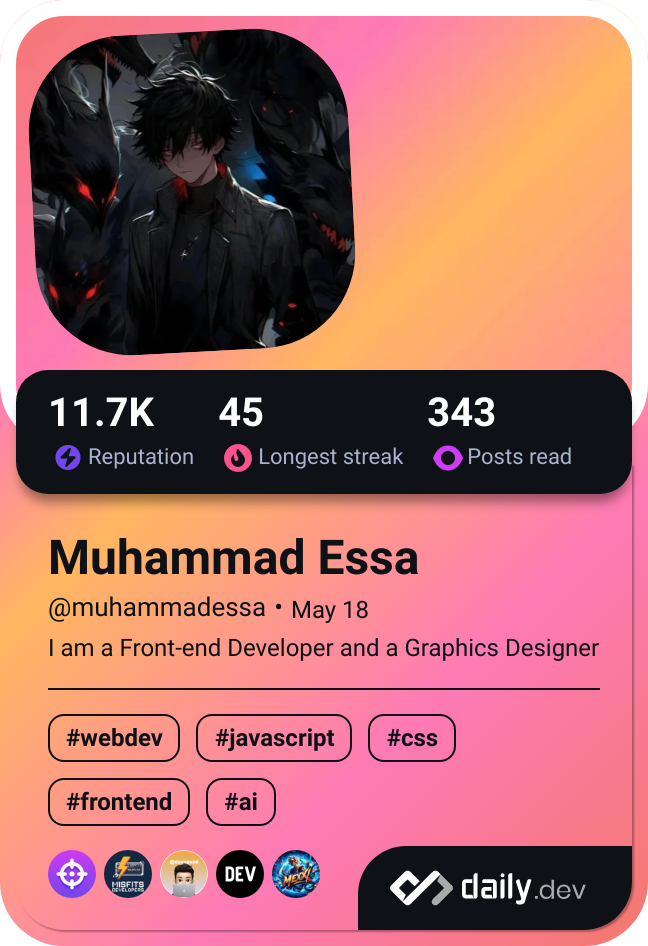 11.7K 45 343
Reputation Longest streak Posts read
Muhammad Essa
@muhammadessa • May 18
I am a Front-end Developer and a Graphics Designer
#webdev #javascript #css
#frontend #ai
MISFITS
DEVELOPERS
DEV
daily.dev